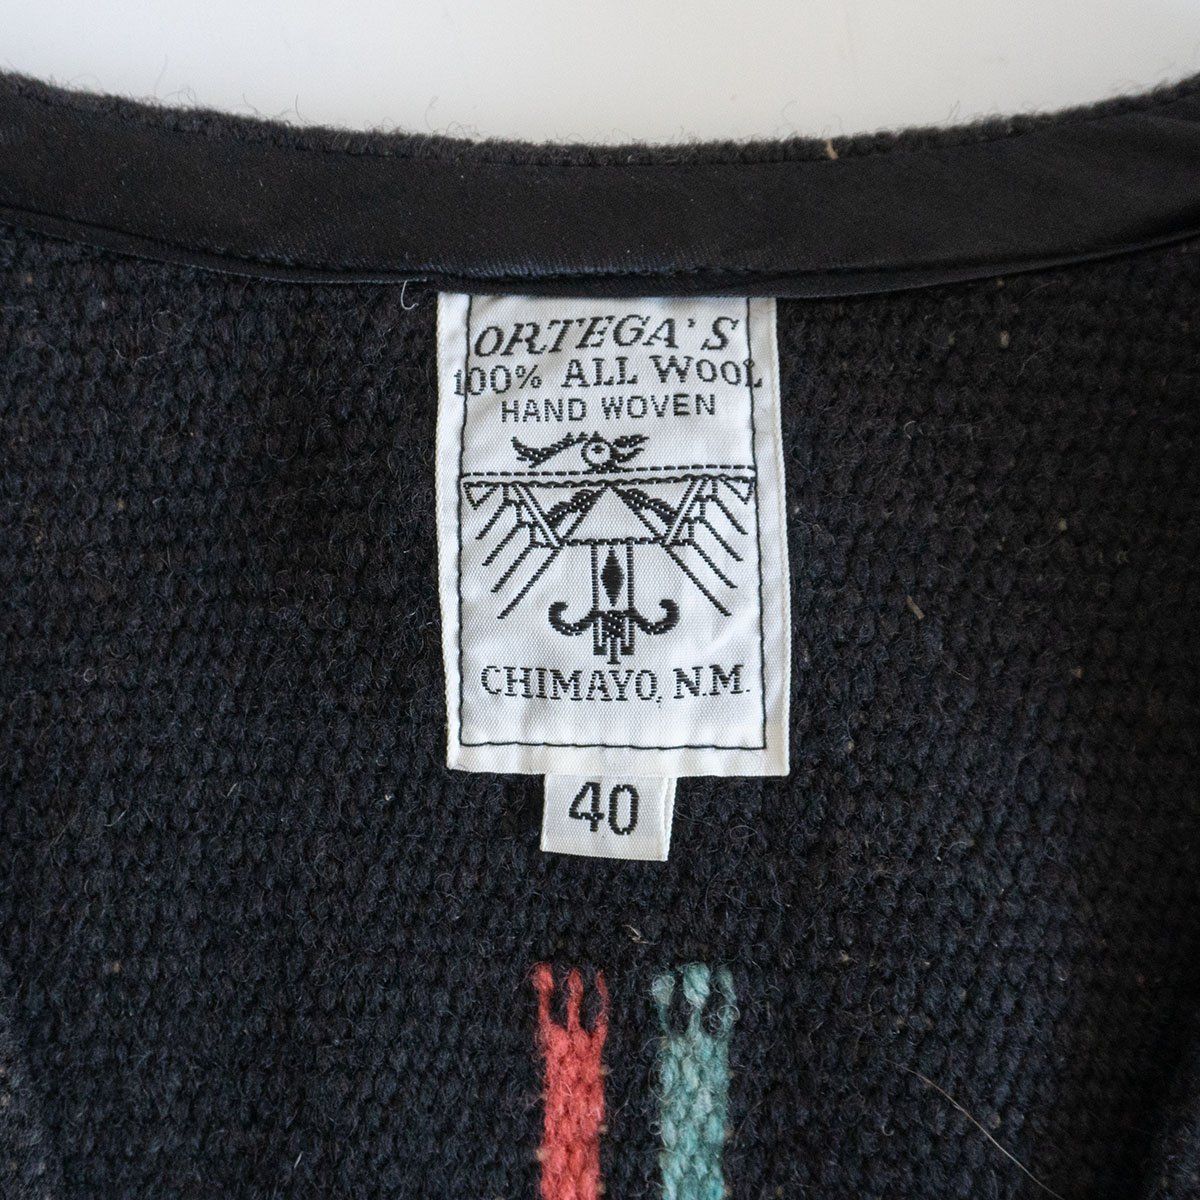 ORTEGA'S
100% ALL WOOL
HAND WOVEN
CHIMAYO, N.M.
40